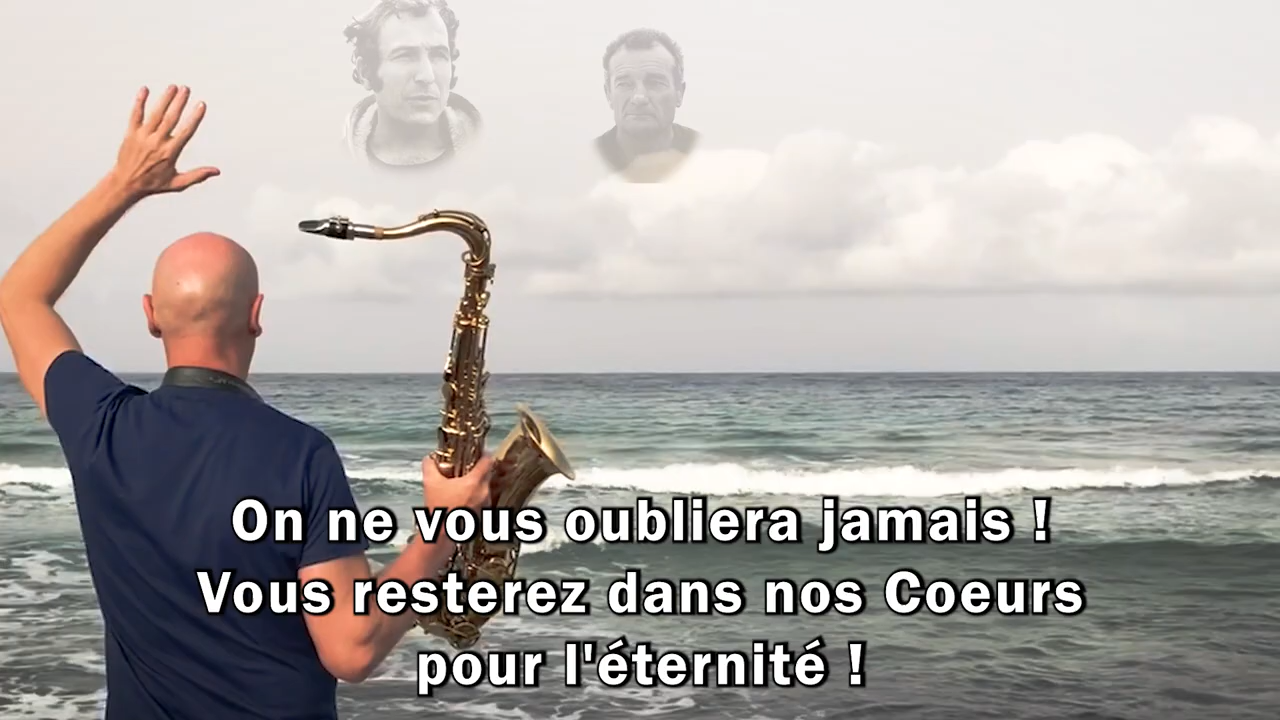 On ne vous oubliera jamais !
Vous resterez dans nos Coeurs
pour l'éternité !